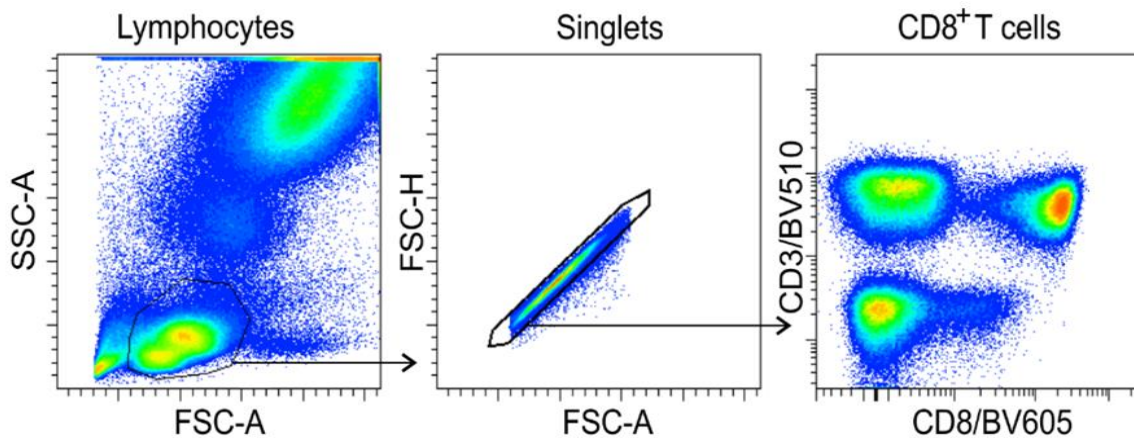 Lymphocytes
Singlets
CD8⁺ T cells
SSC-A
FSC-H
CD3/BV510
FSC-A
FSC-A
CD8/BV605